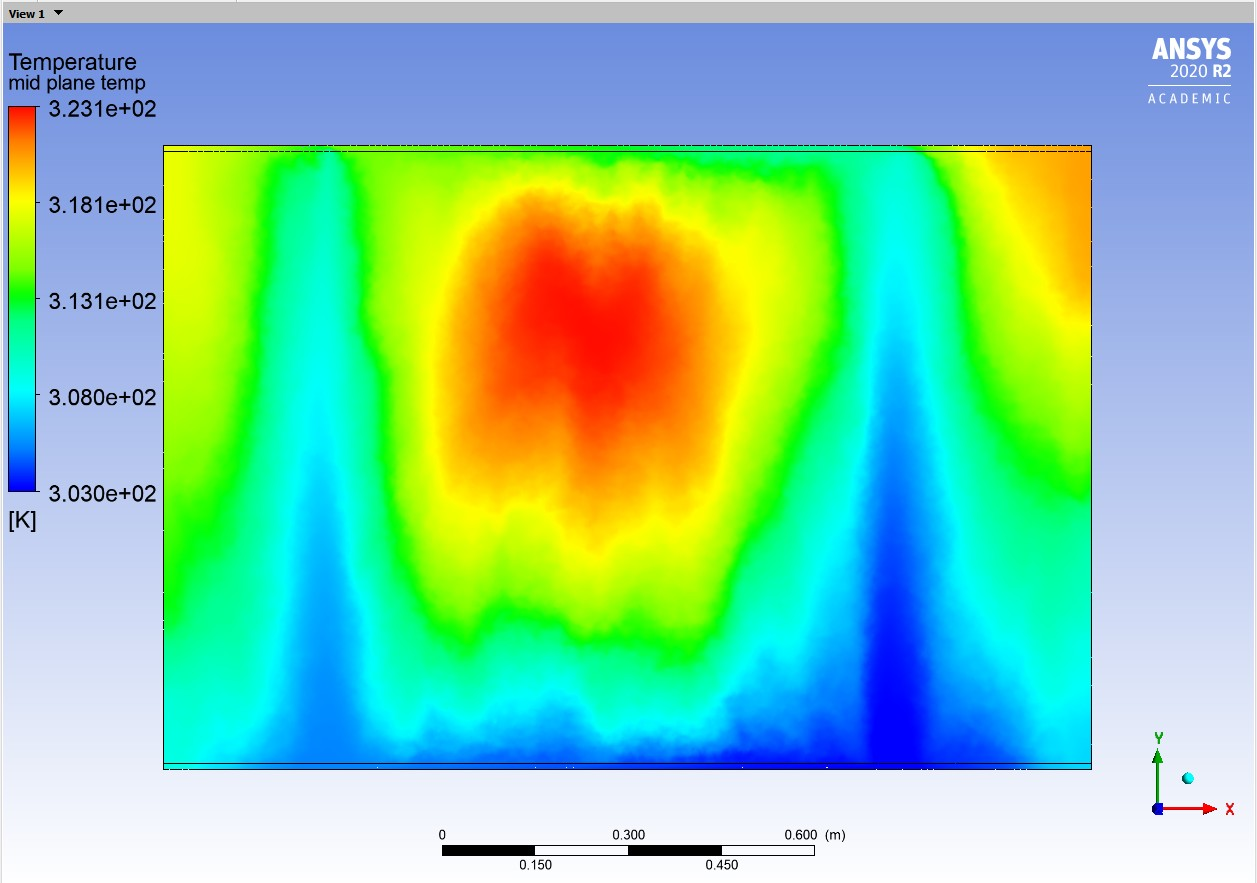 View 1
ANSYS
2020 R2
ACADEMIC
Temperature
mid plane temp
3.231e+02
3.181e+02
3.131e+02
3.080e+02
3.030e+02
[K]
Y
X
0 0.300 0.600 (m)
0.150 0.450